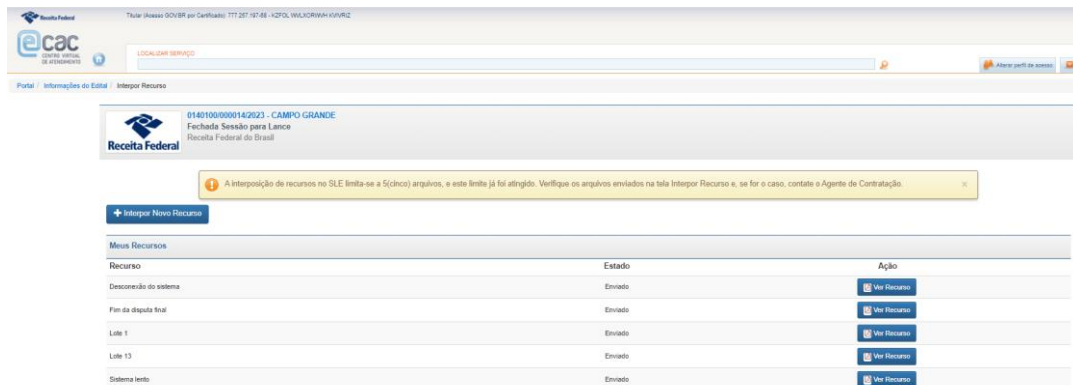 Receita Federal
Titular (Acesso GOV.BR por Certificado): 777.257.197-68 - KZFOL WWLXORWWH KVIVRIZ
ecac
CENTRO VIRTUAL
DE ATENDIMENTO
LOCALIZAR SERVIÇO
Alterar perfil de acesso
Portal / Informações do Edital / Interpor Recurso
Receita Federal
0140100/000014/2023 - CAMPO GRANDE
Fechada Sessão para Lance
Receita Federal do Brasil
A interposição de recursos no SLE limita-se a 5(cinco) arquivos, e este limite já foi atingido. Verifique os arquivos enviados na tela Interpor Recurso e, se for o caso, contate o Agente de Contratação. ×
+ Interpor Novo Recurso
Meus Recursos
Recurso Estado Ação
Desconexão do sistema Enviado Ver Recurso
Fim da disputa final Enviado Ver Recurso
Lote 1 Enviado Ver Recurso
Lote 13 Enviado Ver Recurso
Sistema lento Enviado Ver Recurso